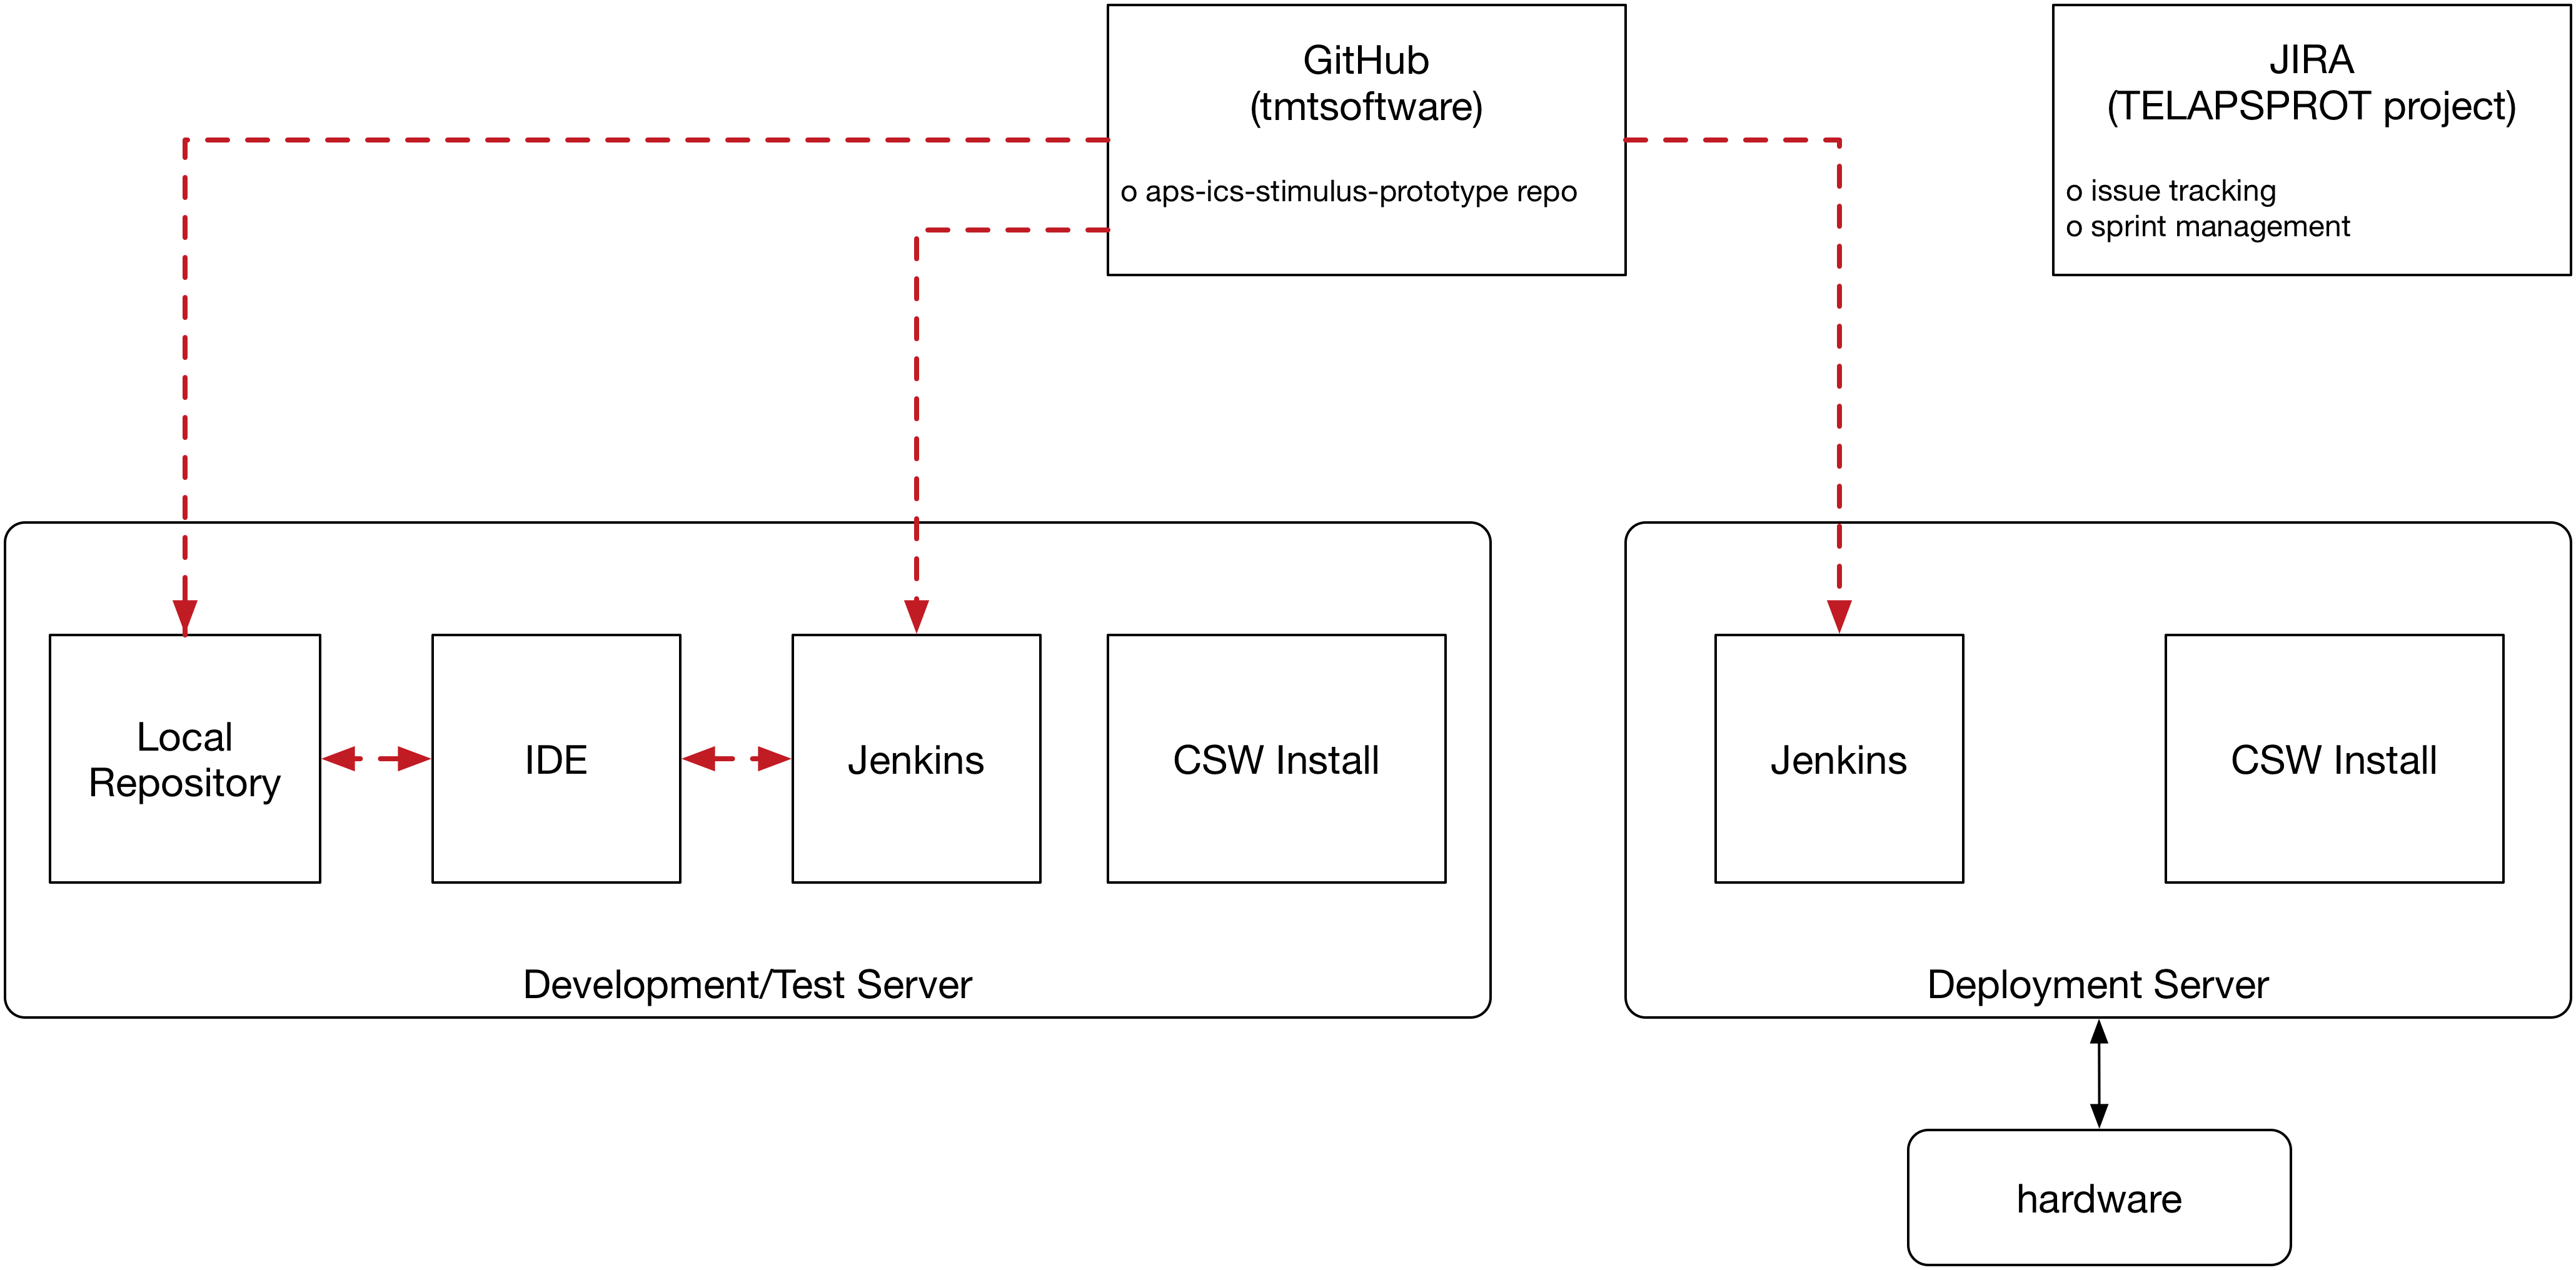 GitHub
(tmtsoftware)
o aps-ics-stimulus-prototype repo
JIRA
(TELAPSPROT project)
o issue tracking
o sprint management
Local
Repository
IDE
Jenkins
CSW Install
Development/Test Server
Jenkins
CSW Install
Deployment Server
hardware